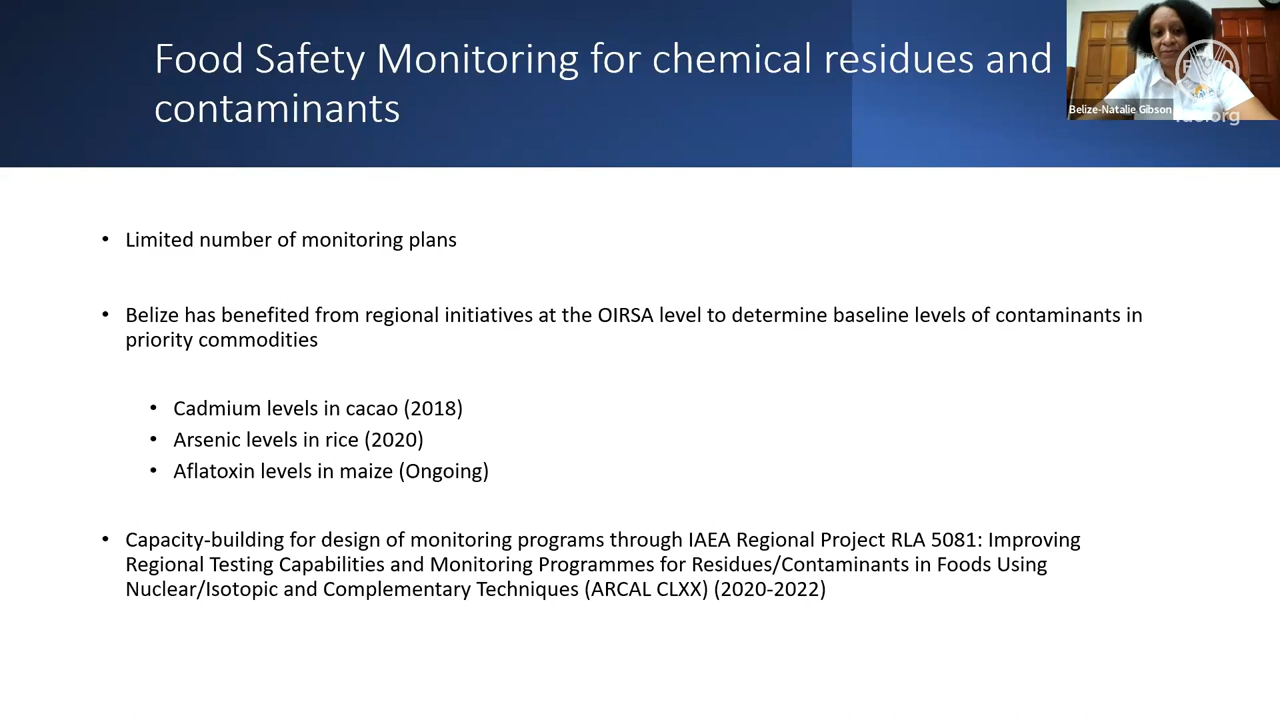 Food Safety Monitoring for chemical residues and
contaminants
Belize-Natalie Gibson
• Limited number of monitoring plans
• Belize has benefited from regional initiatives at the OIRSA level to determine baseline levels of contaminants in
priority commodities
• Cadmium levels in cacao (2018)
• Arsenic levels in rice (2020)
• Aflatoxin levels in maize (Ongoing)
• Capacity-building for design of monitoring programs through IAEA Regional Project RLA 5081: Improving
Regional Testing Capabilities and Monitoring Programmes for Residues/Contaminants in Foods Using
Nuclear/Isotopic and Complementary Techniques (ARCAL CLXX) (2020-2022)